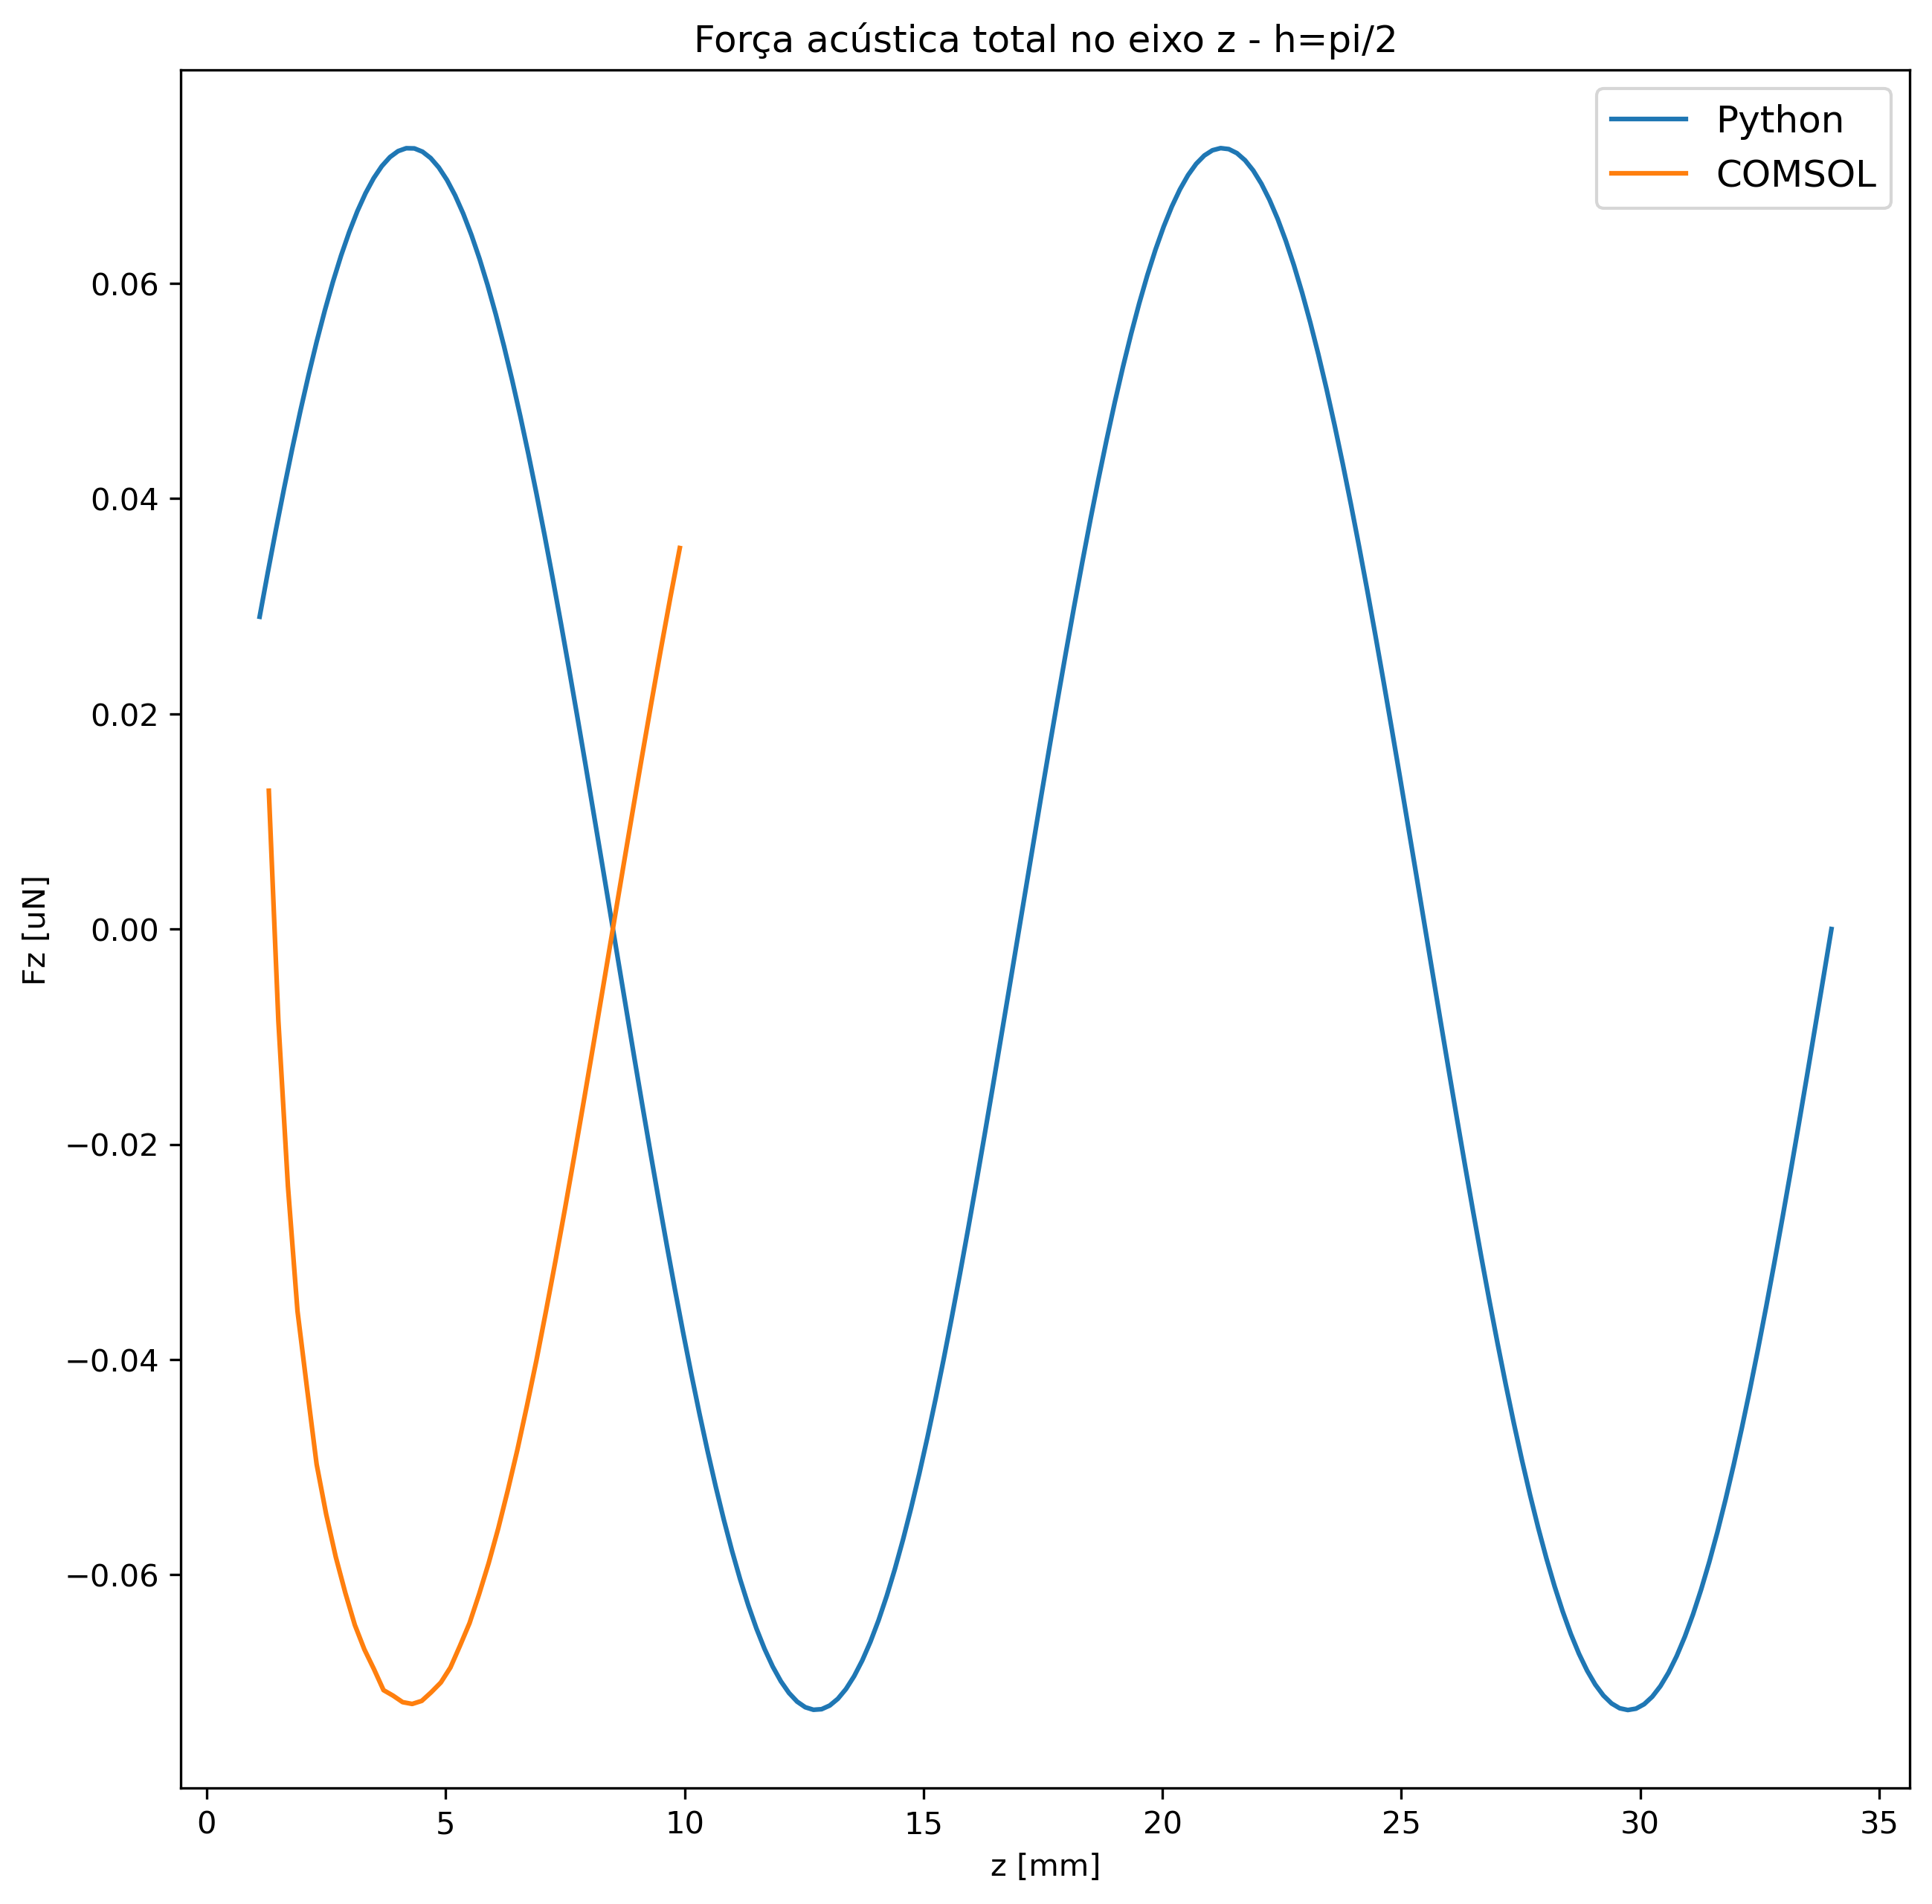 Força acústica total no eixo z - h=pi/2
Python
COMSOL
Fz [uN]
0.06
0.04
0.02
0.00
−0.02
−0.04
−0.06
0 5 10 15 20 25 30 35
z [mm]